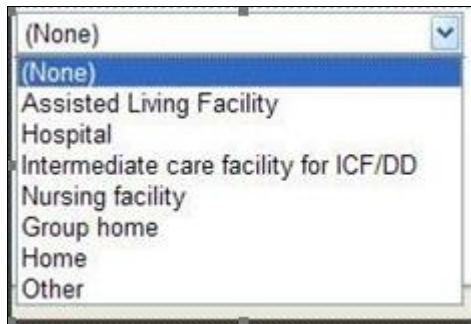 (None)
(None)
Assisted Living Facility
Hospital
Intermediate care facility for ICF/DD
Nursing facility
Group home
Home
Other